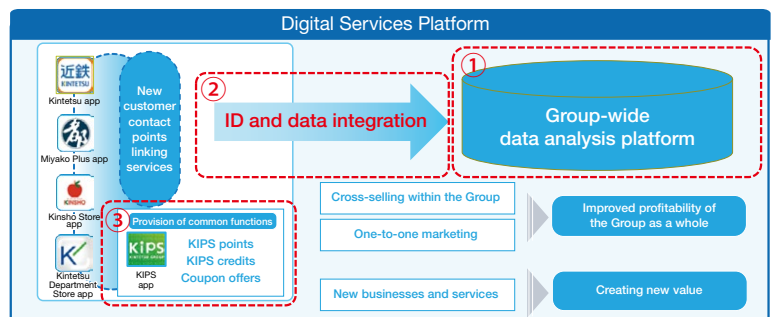 Digital Services Platform
近鉄
KINTETSU
Kintetsu app
都
Miyako Plus app
KINSHO
Kinsho Store
app
K
Kintetsu
Department
Store app
New
customer
contact
points
linking
services
②
ID and data integration
①
Group-wide
data analysis platform
③
Provision of common functions
KiPS
KINTETSU GROUP
KIPS
app
KIPS points
KIPS credits
Coupon offers
Cross-selling within the Group
One-to-one marketing
Improved profitability of
the Group as a whole
New businesses and services
Creating new value